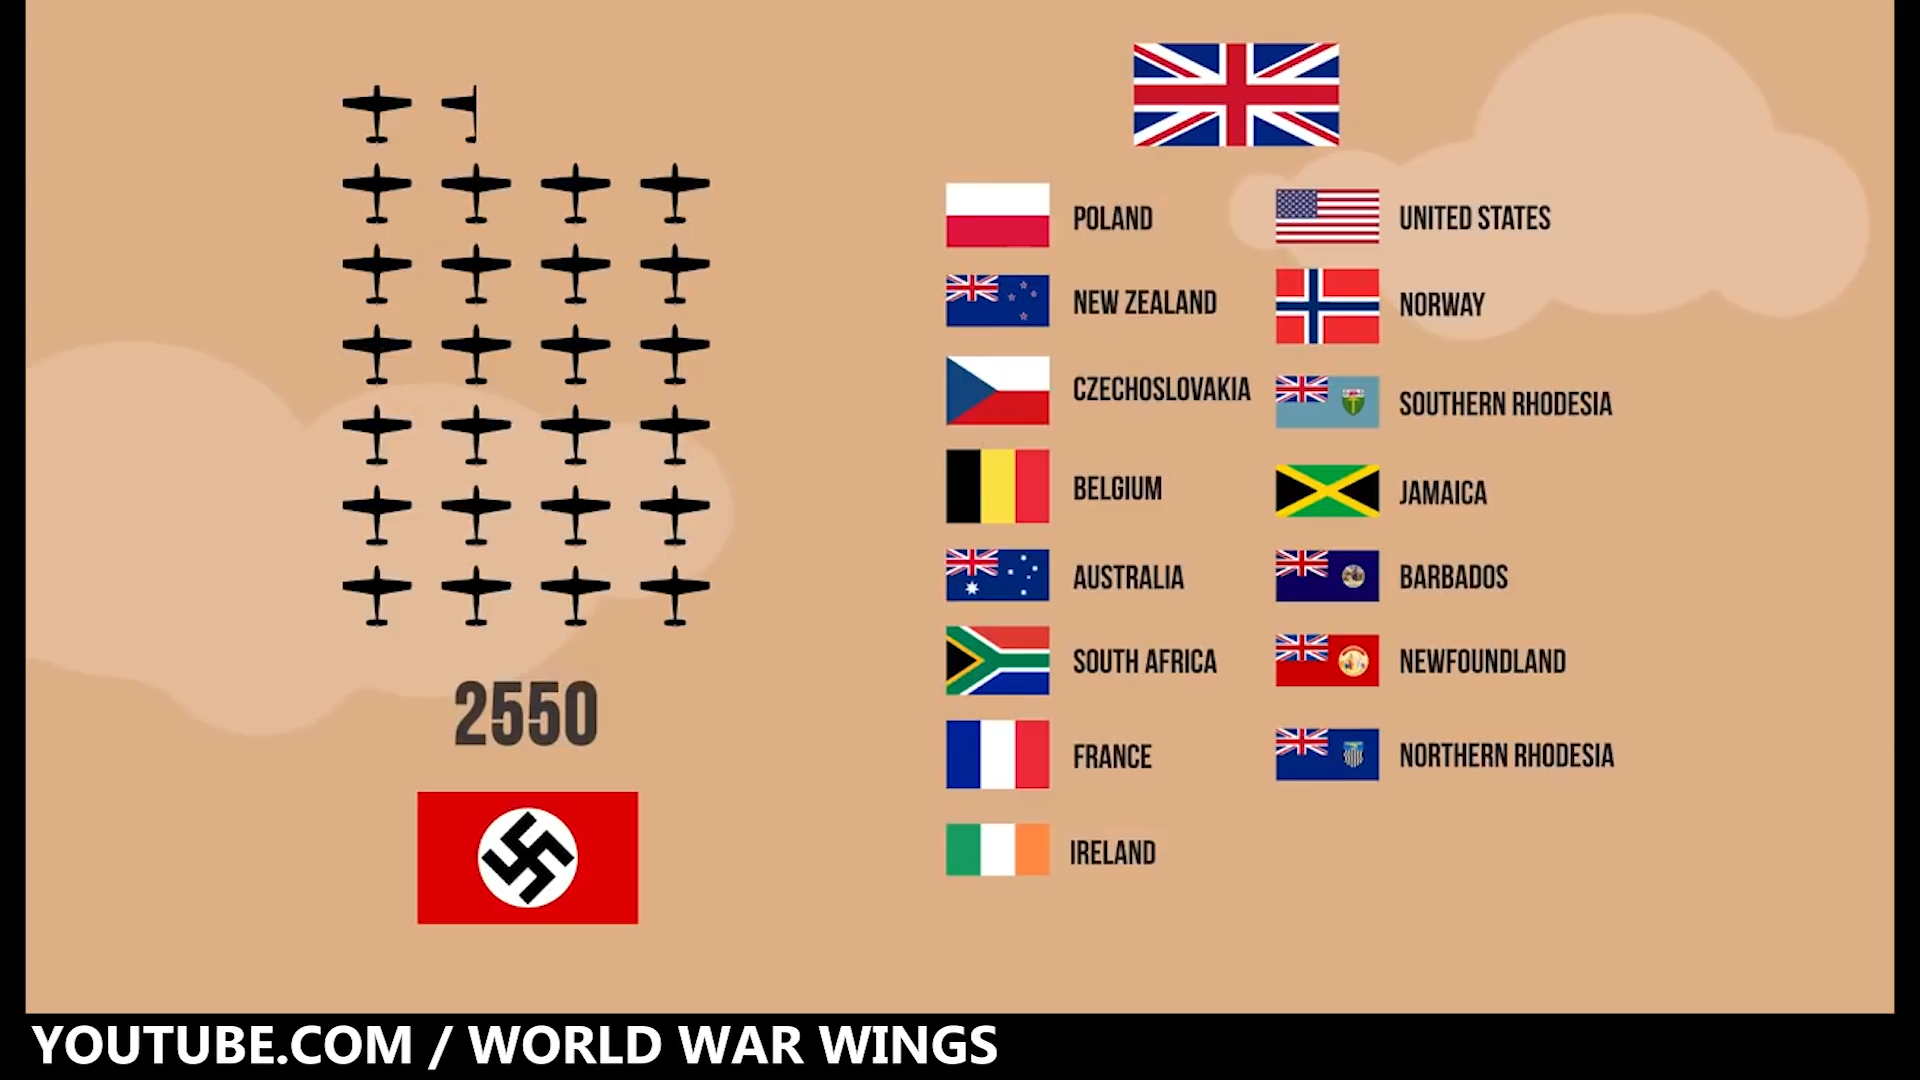 POLAND
NEW ZEALAND
CZECHOSLOVAKIA
BELGIUM
AUSTRALIA
SOUTH AFRICA
FRANCE
IRELAND
UNITED STATES
NORWAY
SOUTHERN RHODESIA
JAMAICA
BARBADOS
NEWFOUNDLAND
NORTHERN RHODESIA
2550
YOUTUBE.COM / WORLD WAR WINGS